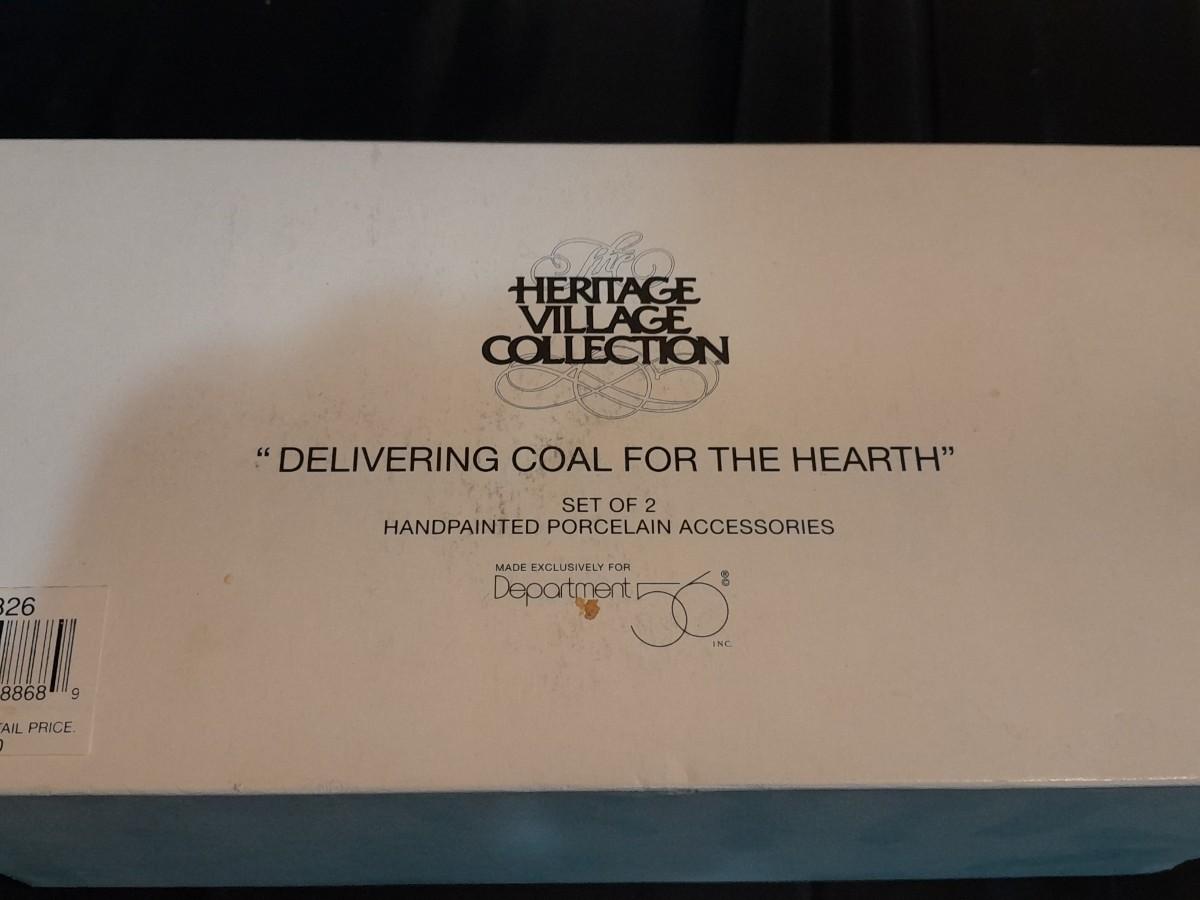 The
HERITAGE
VILLAGE
COLLECTION®
“DELIVERING COAL FOR THE HEARTH”
SET OF 2
HANDPAINTED PORCELAIN ACCESSORIES
MADE EXCLUSIVELY FOR
Department 56 ®©
INC.
326
8868 9
TAIL PRICE.